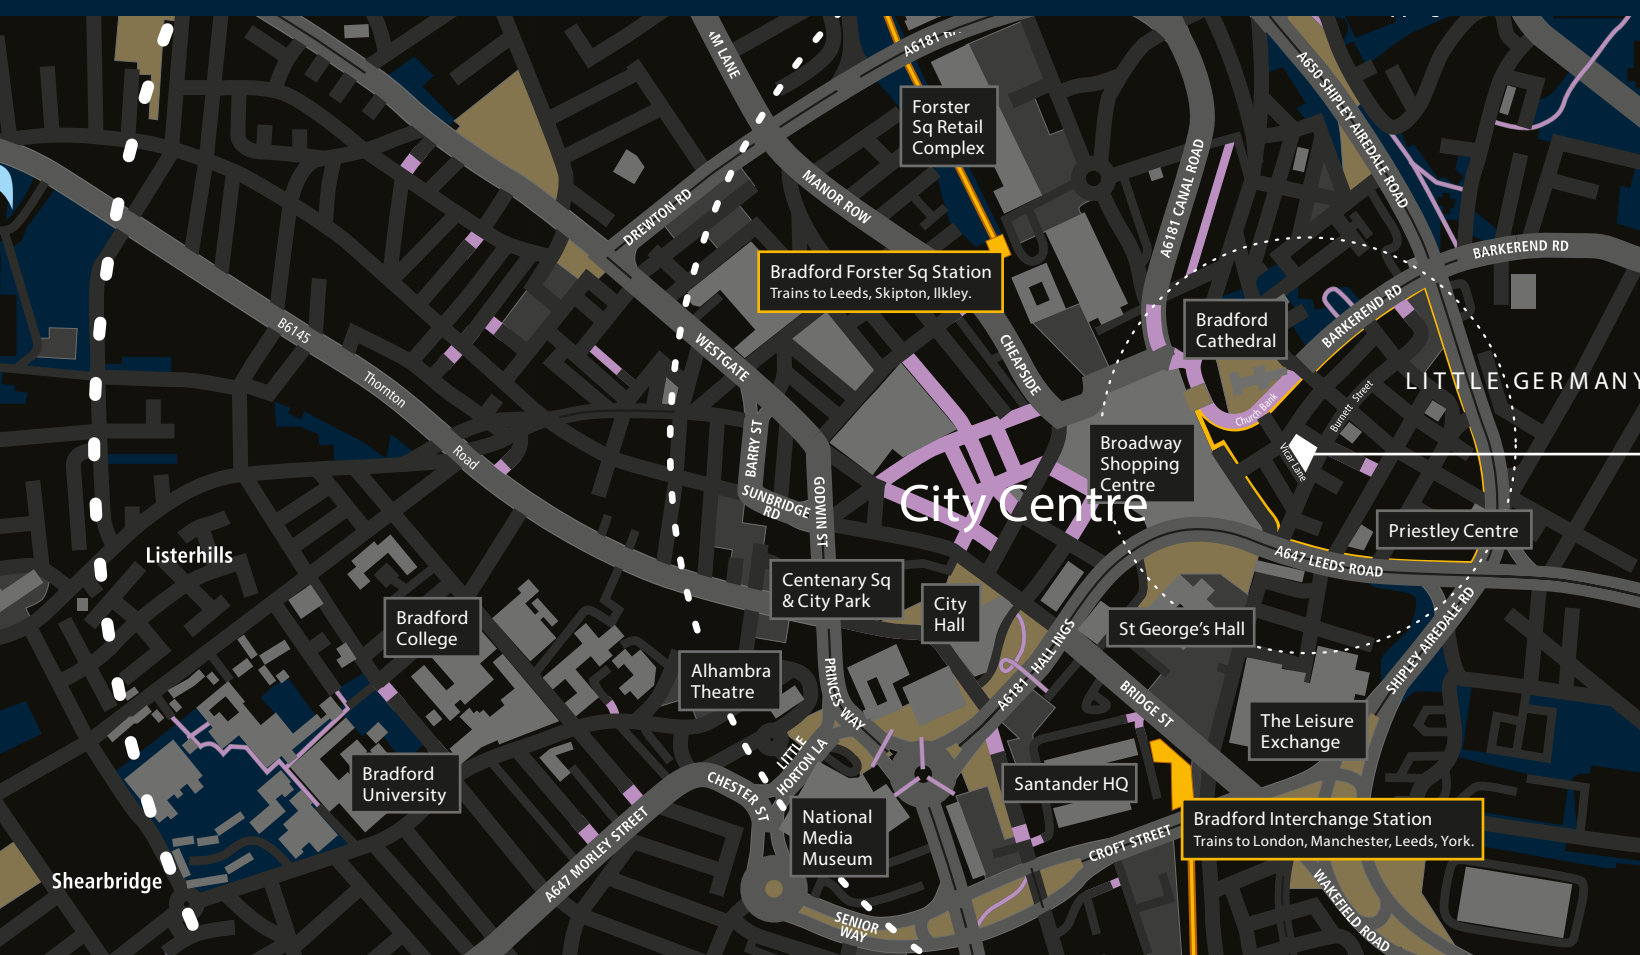 A6181
M LANE
A650 SHIPLEY AIREDALE ROAD
Forster
Sq Retail
Complex
MANOR ROW
DREWTON RD
A6181 CANAL ROAD
BARKEREND RD
Bradford Forster Sq Station
Trains to Leeds, Skipton, Ilkley.
B6145
Thornton
Road
WESTGATE
CHEAPSIDE
Bradford
Cathedral
BARKEREND RD
LITTLE GERMANY
Church Bank
Burnett Street
Vicar Lane
BARRY ST
SUNBRIDGE
RD
GODWIN ST
Broadway
Shopping
Centre
City Centre
Priestley Centre
A647 LEEDS ROAD
Listerhills
Centenary Sq
& City Park
City
Hall
Bradford
College
St George's Hall
Alhambra
Theatre
PRINCES WAY
A6181 HALL INGS
BRIDGE ST
SHIPLEY AIREDALE RD
The Leisure
Exchange
LITTLE
HORTON LA
Bradford
University
CHESTER ST
Santander HQ
National
Media
Museum
Bradford Interchange Station
Trains to London, Manchester, Leeds, York.
CROFT STREET
A647 MORLEY STREET
Shearbridge
SENIOR
WAY
WAKEFIELD ROAD